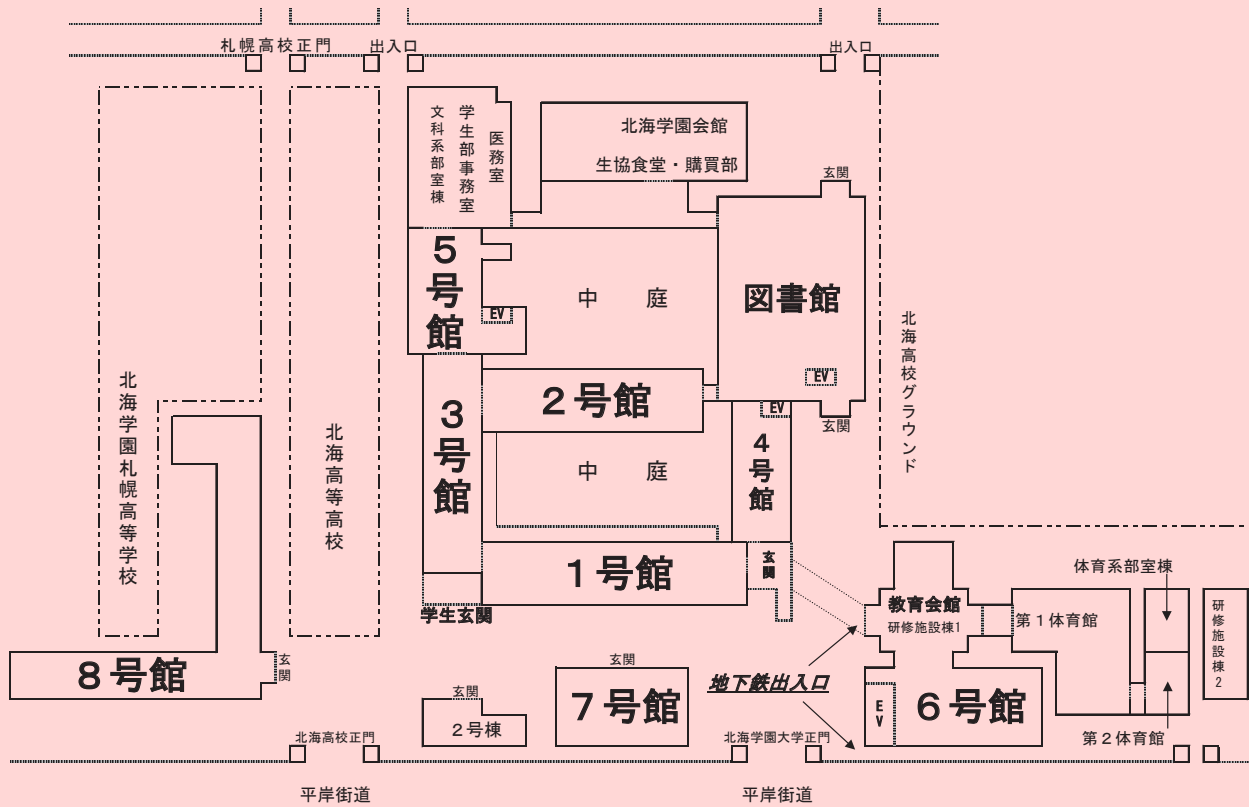 札幌高校正門
出入口
出入口
文科系部室棟
学生部事務室
医務室
北海学園会館
生協食堂・購買部
玄関
5号館
EV
中 庭
図書館
EV
玄関
北海高校グラウンド
北海学園札幌高等学校
北海高等高校
3号館
2号館
EV
4号館
中 庭
1号館
玄関
学生玄関
教育会館
研修施設棟1
第1体育館
体育系部室棟
研修施設棟2
8号館
玄関
玄関
2号棟
玄関
7号館
地下鉄出入口
EV
6号館
第2体育館
北海高校正門
北海学園大学正門
平岸街道
平岸街道